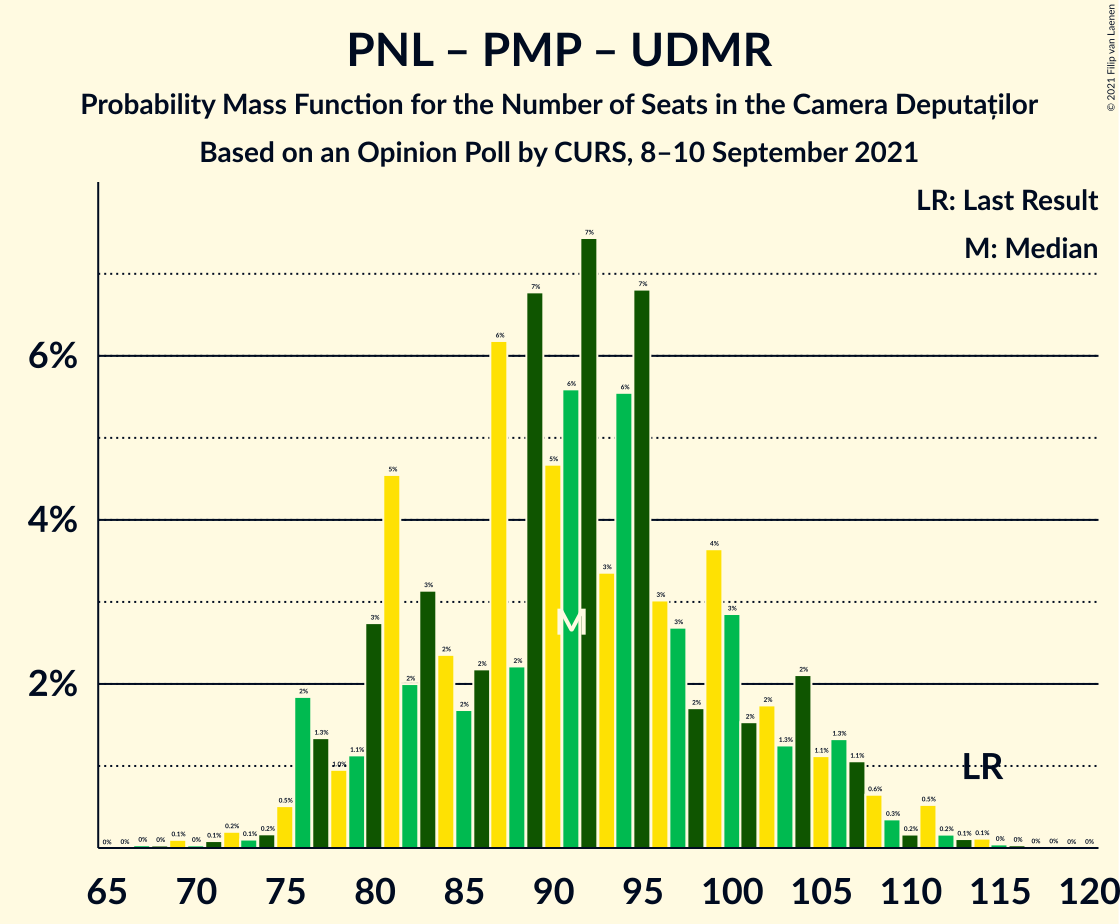 PNL – PMP – UDMR
Probability Mass Function for the Number of Seats in the Camera Deputaților
Based on an Opinion Poll by CURS, 8–10 September 2021
© 2021 Filip van Laenen
LR: Last Result
M: Median
6%
4%
2%
0% 0% 0% 0% 0.1% 0% 0.1% 0.2% 0.1% 0.2% 0.5% 2% 1.3% 1.0% 1.1% 3% 5% 2% 3% 2% 2% 2% 6% 2% 7% 5% 6% 7% 3% 6% 7% 3% 3% 2% 4% 3% 2% 2% 1.3% 2% 1.1% 1.3% 1.1% 0.6% 0.3% 0.2% 0.5% 0.2% 0.1% 0.1% 0% 0% 0% 0% 0% 0%
M
LR
65 70 75 80 85 90 95 100 105 110 115 120